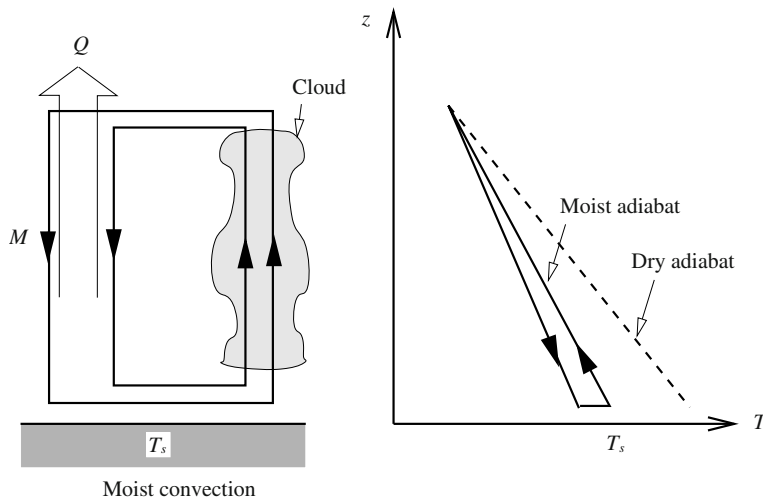 Q
Cloud
M
T_s
Moist convection
z
Moist adiabat
Dry adiabat
T
T_s